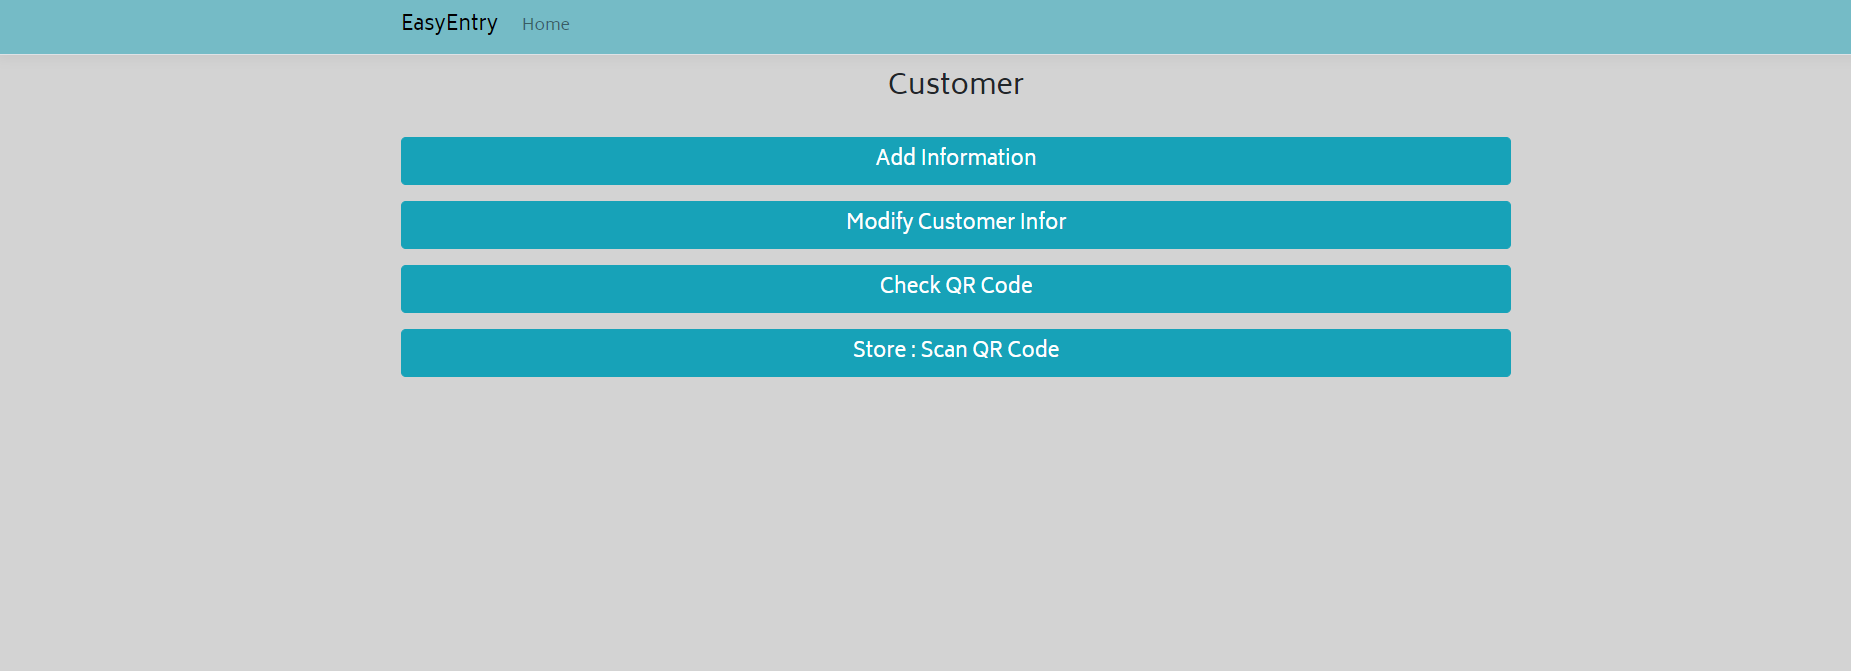 EasyEntry Home
Customer
Add Information
Modify Customer Infor
Check QR Code
Store : Scan QR Code